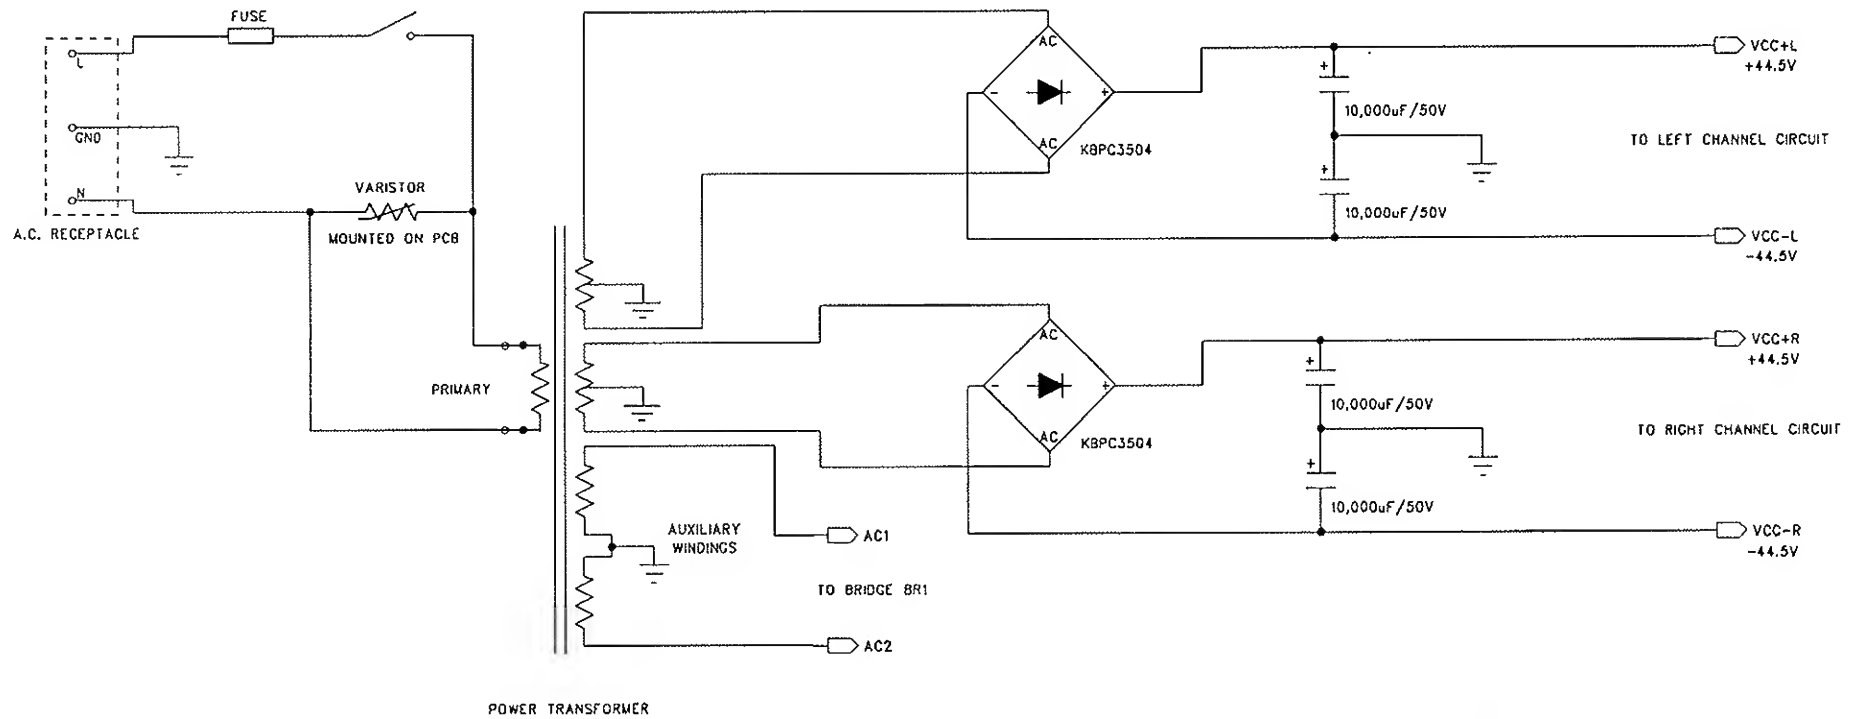 FUSE
L
GND
N
A.C. RECEPTACLE
VARISTOR
MOUNTED ON PCB
PRIMARY
POWER TRANSFORMER
AC
-
+
AC
KBPC3504
+
10,000uF/50V
+
10,000uF/50V
VCC+L
+44.5V
TO LEFT CHANNEL CIRCUIT
VCC-L
-44.5V
AC
-
+
AC
KBPC3504
+
10,000uF/50V
+
10,000uF/50V
VCC+R
+44.5V
TO RIGHT CHANNEL CIRCUIT
VCC-R
-44.5V
AUXILIARY
WINDINGS
AC1
TO BRIDGE BR1
AC2